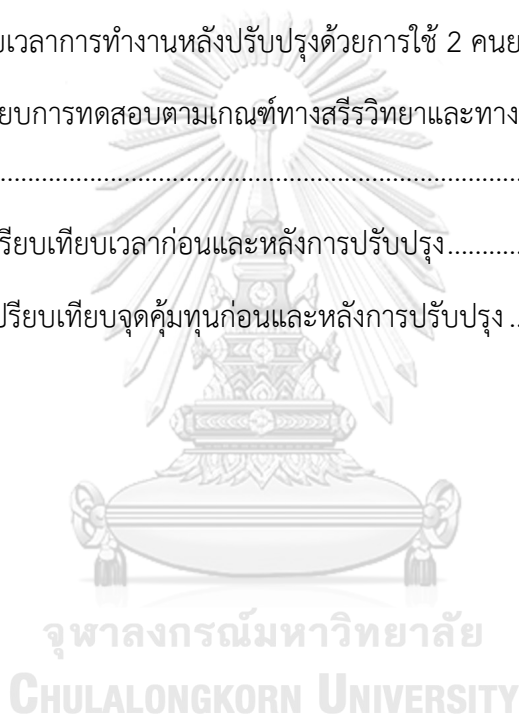 เวลาการทำงานหลังปรับปรุงด้วยการใช้ 2 คนย
ยบการทดสอบตามเกณฑ์ทางสรีรวิทยาและทาง
....................................................................................
รียบเทียบเวลาก่อนและหลังการปรับปรุง............
ปรียบเทียบจุดคุ้มทุนก่อนและหลังการปรับปรุง ..
จุฬาลงกรณ์มหาวิทยาลัย
CHULALONGKORN UNIVERSITY